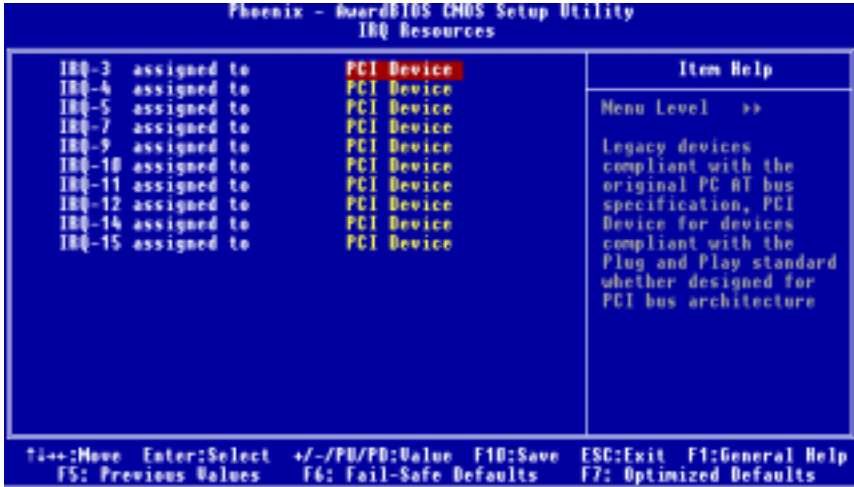 Phoenix - AwardBIOS CMOS Setup Utility
IRQ Resources
IRQ-3 assigned to PCI Device
IRQ-4 assigned to PCI Device
IRQ-5 assigned to PCI Device
IRQ-7 assigned to PCI Device
IRQ-9 assigned to PCI Device
IRQ-10 assigned to PCI Device
IRQ-11 assigned to PCI Device
IRQ-12 assigned to PCI Device
IRQ-14 assigned to PCI Device
IRQ-15 assigned to PCI Device
Item Help
Menu Level ►►
Legacy devices
compliant with the
original PC AT bus
specification, PCI
Device for devices
compliant with the
Plug and Play standard
whether designed for
PCI bus architecture
↑↓→←:Move Enter:Select +/-/PU/PD:Value F10:Save ESC:Exit F1:General Help
F5: Previous Values F6: Fail-Safe Defaults F7: Optimized Defaults